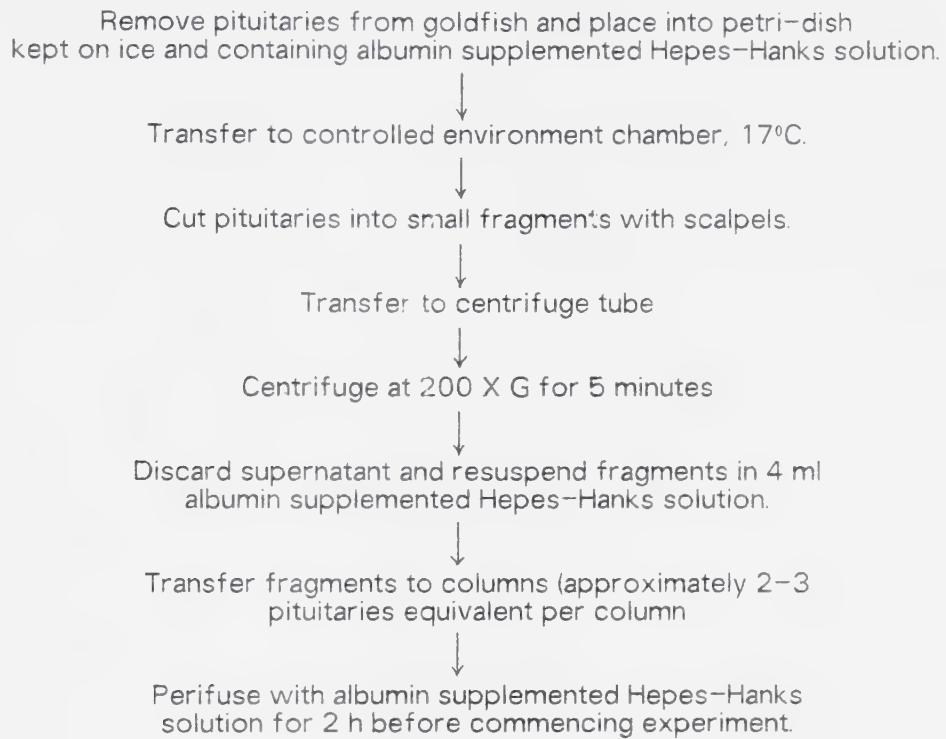 Remove pituitaries from goldfish and place into petri-dish
kept on ice and containing albumin supplemented Hepes-Hanks solution.
Transfer to controlled environment chamber, 17ºC.
Cut pituitaries into small fragments with scalpels.
Transfer to centrifuge tube
Centrifuge at 200 X G for 5 minutes
Discard supernatant and resuspend fragments in 4 ml
albumin supplemented Hepes-Hanks solution.
Transfer fragments to columns (approximately 2-3
pituitaries equivalent per column
Perifuse with albumin supplemented Hepes-Hanks
solution for 2 h before commencing experiment.